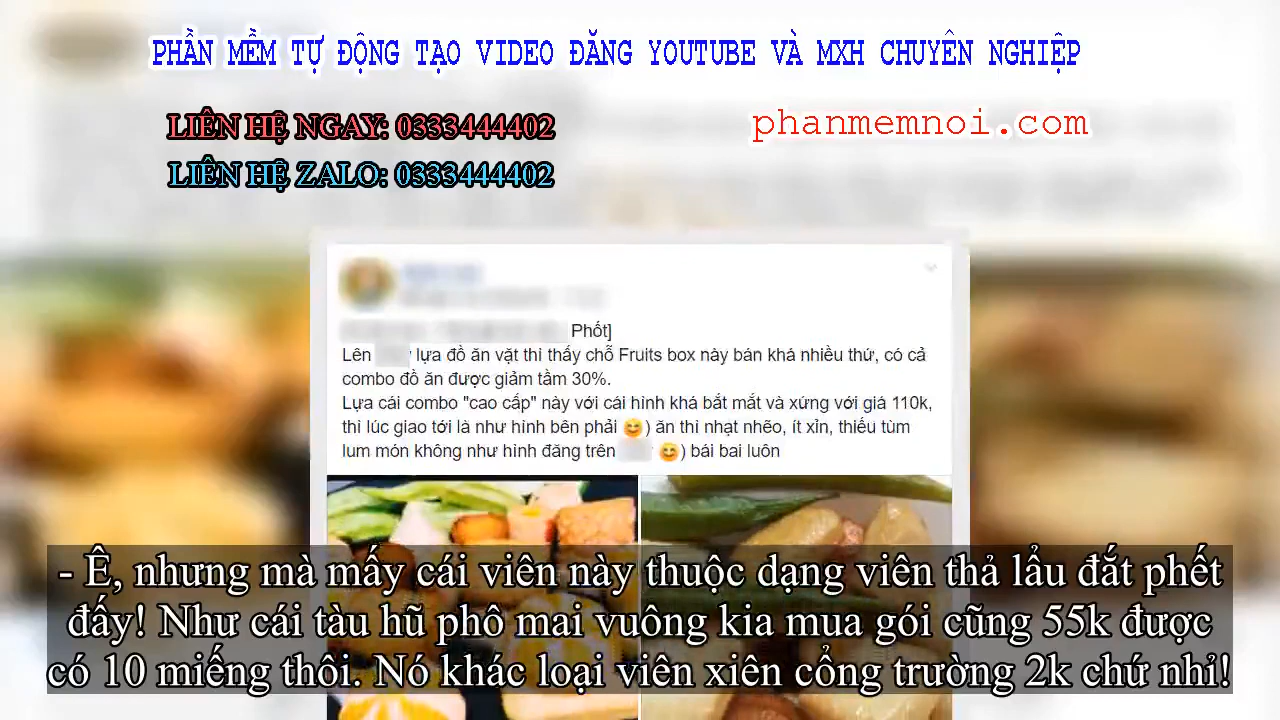 PHẦN MỀM TỰ ĐỘNG TẠO VIDEO ĐĂNG YOUTUBE VÀ MXH CHUYÊN NGHIỆP
LIÊN HỆ NGAY: 0333444402
phanmemnoi.com
LIÊN HỆ ZALO: 0333444402
Phốt]
Lên lựa đồ ăn vặt thì thấy chỗ Fruits box này bán khá nhiều thứ, có cả
combo đồ ăn được giảm tầm 30%.
Lựa cái combo "cao cấp" này với cái hình khá bắt mắt và xứng với giá 110k,
thì lúc giao tới là như hình bên phải 😄) ăn thì nhạt nhẽo, ít xỉn, thiếu tùm
lum món không như hình đăng trên 😄) bái bai luôn
- Ê, nhưng mà mấy cái viên này thuộc dạng viên thả lẩu đắt phết
đấy! Như cái tàu hũ phô mai vuông kia mua gói cũng 55k được
có 10 miếng thôi. Nó khác loại viên xiên cổng trường 2k chứ nhỉ!